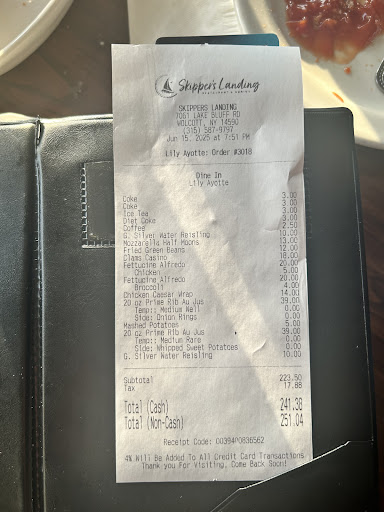 Skippers Landing
RESTAURANT & MARINA
SKIPPERS LANDING
7061 LAKE BLUFF RD
WOLCOTT, NY 14590
(315) 587-9797
Jun 15, 2025 at 7:51 PM
Lily Ayotte: Order #3018
Dine In
Lily Ayotte
Coke 3.00
Coke 3.00
Ice Tea 3.00
Diet Coke 3.00
Coffee 2.50
G. Silver Water Reisling 10.00
Mozzarella Half Moons 13.00
Fried Green Beans 12.00
Clams Casino 18.00
Fettucine Alfredo 20.00
Chicken 5.00
Fettucine Alfredo 20.00
Broccoli 4.00
Chicken Caesar Wrap 14.00
20 oz Prime Rib Au Jus 39.00
Temp:: Medium Well 0.00
Side: Onion Rings 0.00
Mashed Potatoes 5.00
20 oz Prime Rib Au Jus 39.00
Temp:: Medium Rare 0.00
Side: Whipped Sweet Potatoes 0.00
G. Silver Water Reisling 10.00
Subtotal 223.50
Tax 17.88
Total (Cash) 241.38
Total (Non-Cash) 251.04
Receipt Code: 00394P0836562
4% Will Be Added To All Credit Card Transactions
Thank you For Visiting, Come Back Soon!